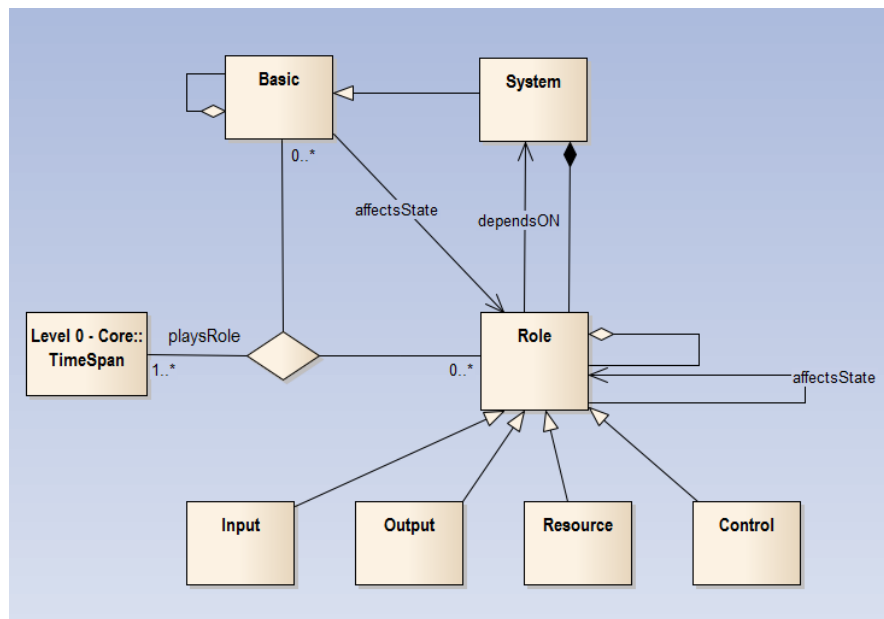 Basic
System
0..*
affectsState
dependsON
Level 0 - Core::
TimeSpan
playsRole
1..*
Role
0..*
affectsState
Input
Output
Resource
Control